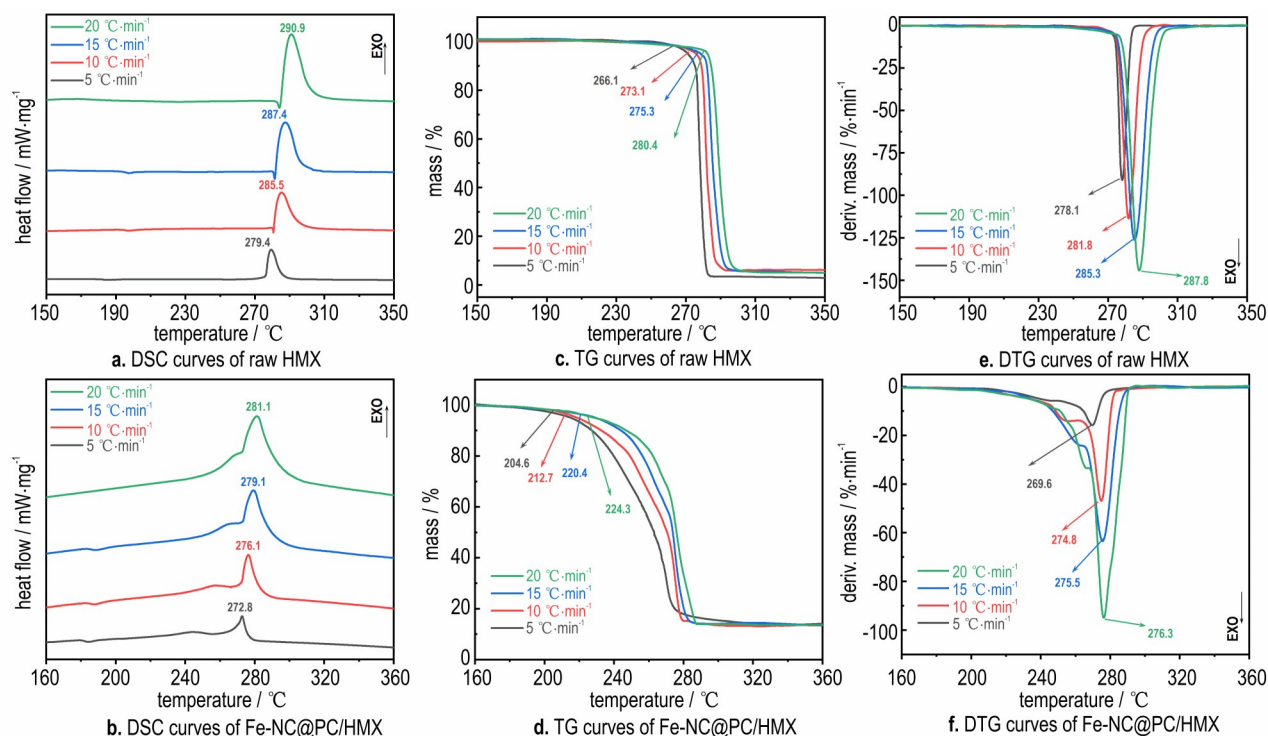 20 ℃·min⁻¹
15 ℃·min⁻¹
10 ℃·min⁻¹
5 ℃·min⁻¹
290.9
287.4
285.5
279.4
EXO
heat flow / mW·mg⁻¹
150 190 230 270 310 350
temperature / ℃
a. DSC curves of raw HMX
100
80
60
40
20
0
mass / %
266.1
273.1
275.3
280.4
20 ℃·min⁻¹
15 ℃·min⁻¹
10 ℃·min⁻¹
5 ℃·min⁻¹
150 190 230 270 310 350
temperature / ℃
c. TG curves of raw HMX
0
-25
-50
-75
-100
-125
-150
deriv. mass / %·min⁻¹
278.1
281.8
285.3
287.8
20 ℃·min⁻¹
15 ℃·min⁻¹
10 ℃·min⁻¹
5 ℃·min⁻¹
EXO
150 190 230 270 310 350
temperature / ℃
e. DTG curves of raw HMX
20 ℃·min⁻¹
15 ℃·min⁻¹
10 ℃·min⁻¹
5 ℃·min⁻¹
281.1
279.1
276.1
272.8
EXO
heat flow / mW·mg⁻¹
160 200 240 280 320 360
temperature / ℃
b. DSC curves of Fe-NC@PC/HMX
100
80
60
40
20
0
mass / %
204.6
212.7
220.4
224.3
20 ℃·min⁻¹
15 ℃·min⁻¹
10 ℃·min⁻¹
5 ℃·min⁻¹
160 200 240 280 320 360
temperature / ℃
d. TG curves of Fe-NC@PC/HMX
0
-20
-40
-60
-80
-100
deriv. mass / %·min⁻¹
269.6
274.8
275.5
276.3
20 ℃·min⁻¹
15 ℃·min⁻¹
10 ℃·min⁻¹
5 ℃·min⁻¹
EXO
160 200 240 280 320 360
temperature / ℃
f. DTG curves of Fe-NC@PC/HMX